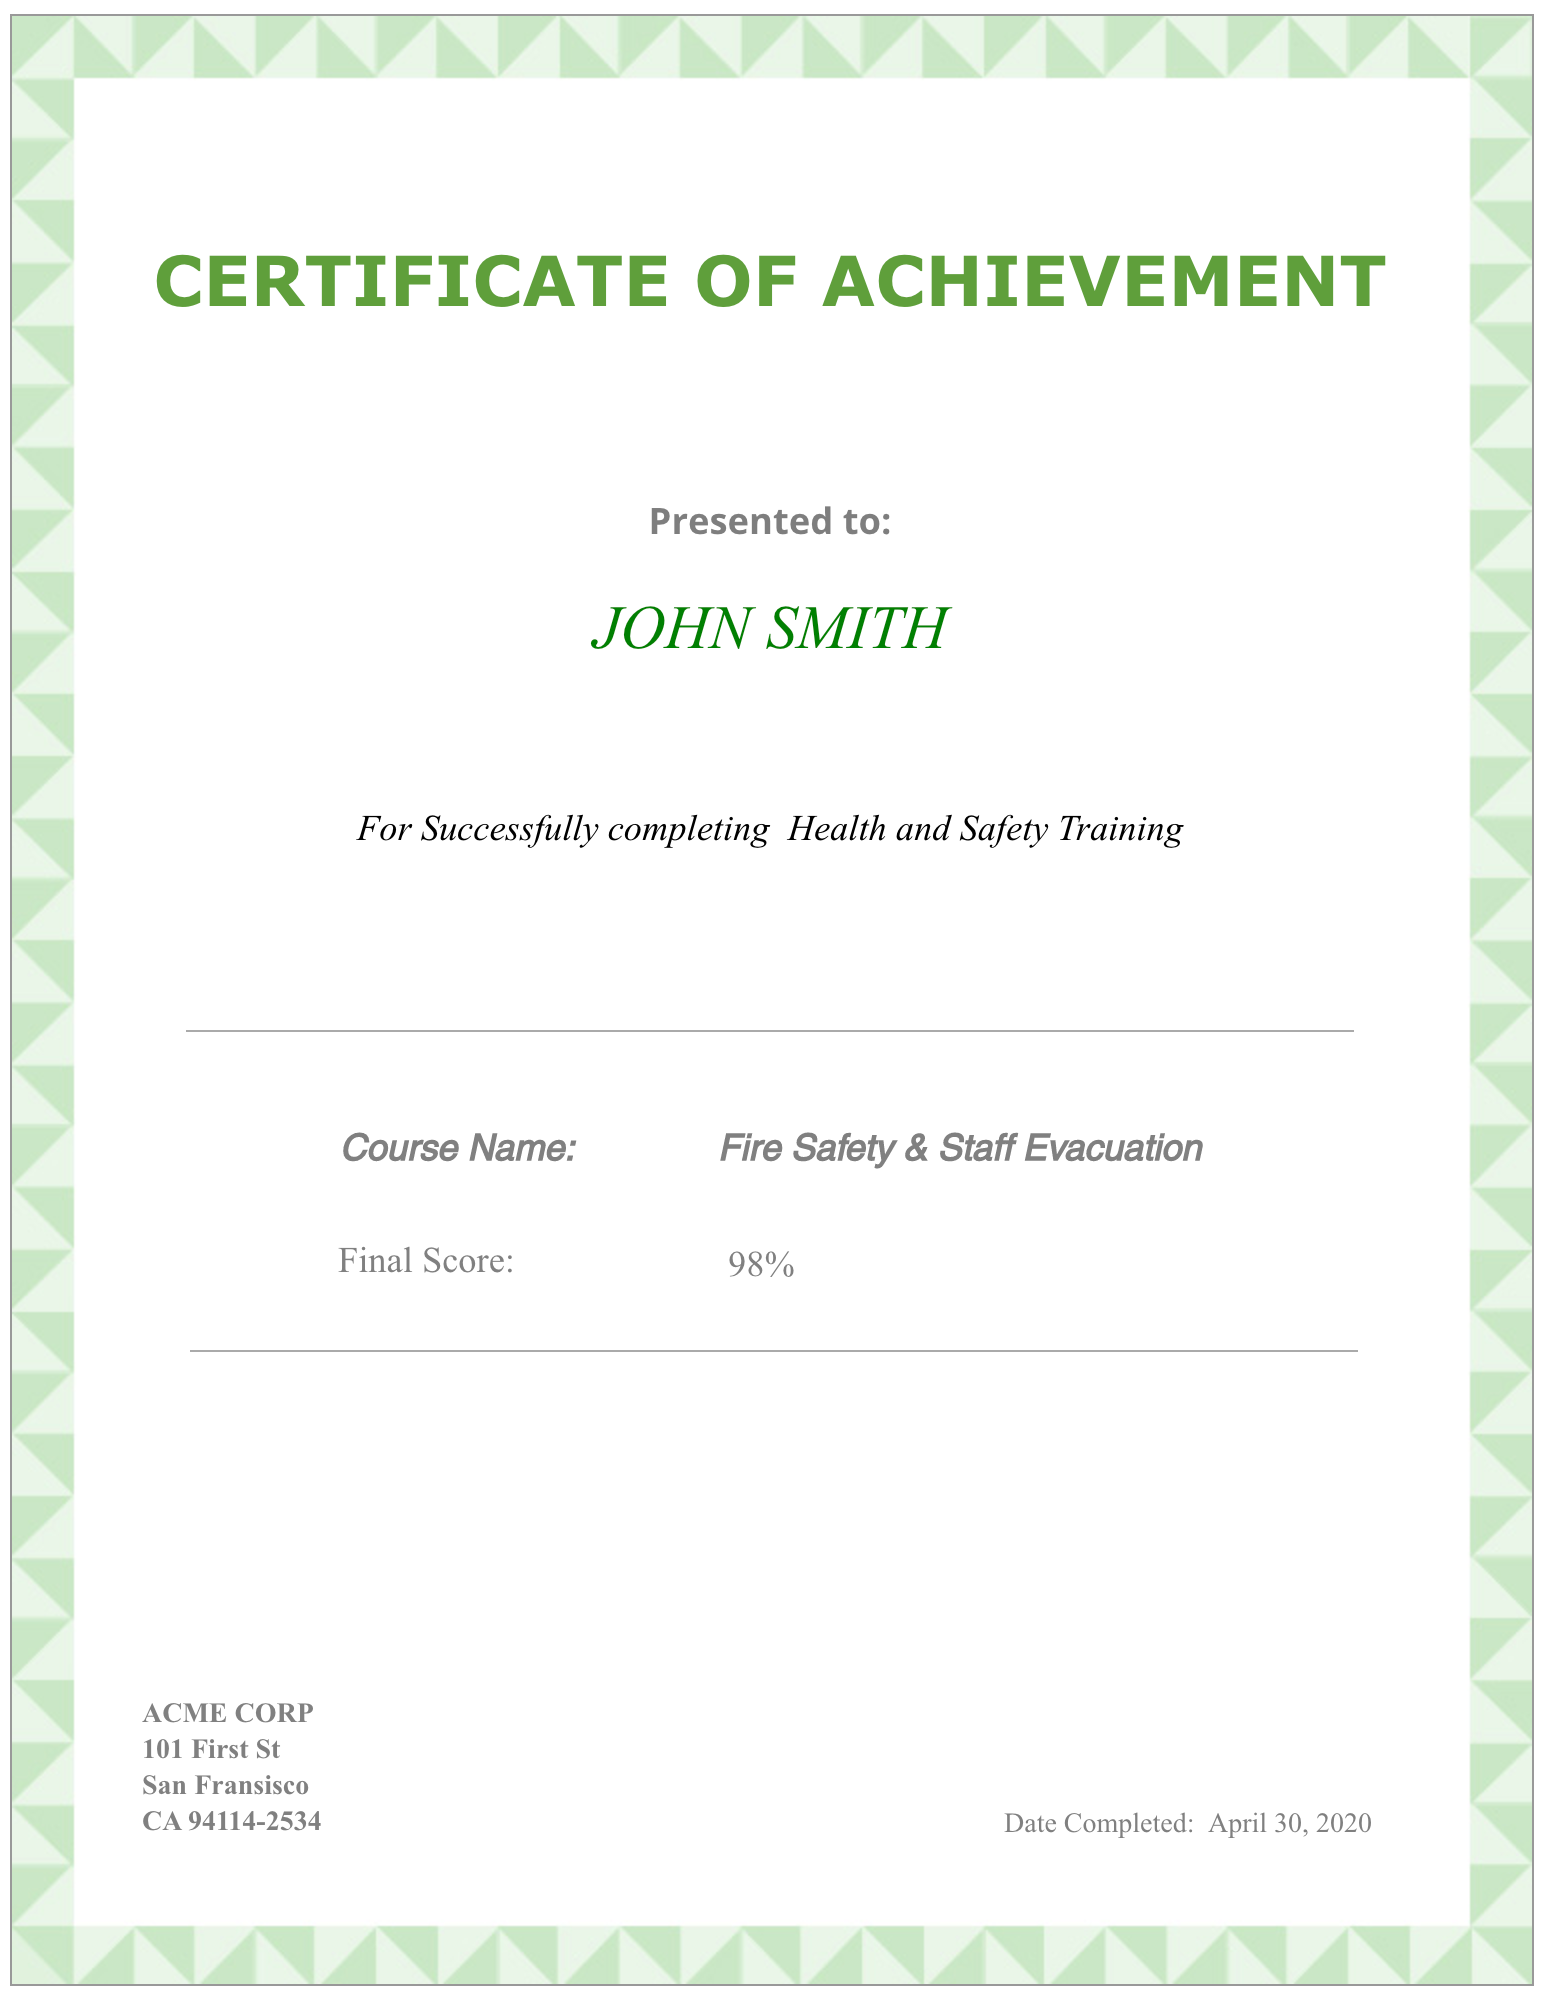 CERTIFICATE OF ACHIEVEMENT
Presented to:
JOHN SMITH
For Successfully completing  Health and Safety Training
Course Name: Fire Safety & Staff Evacuation
Final Score: 98%
ACME CORP
101 First St
San Fransisco
CA 94114-2534
Date Completed:  April 30, 2020